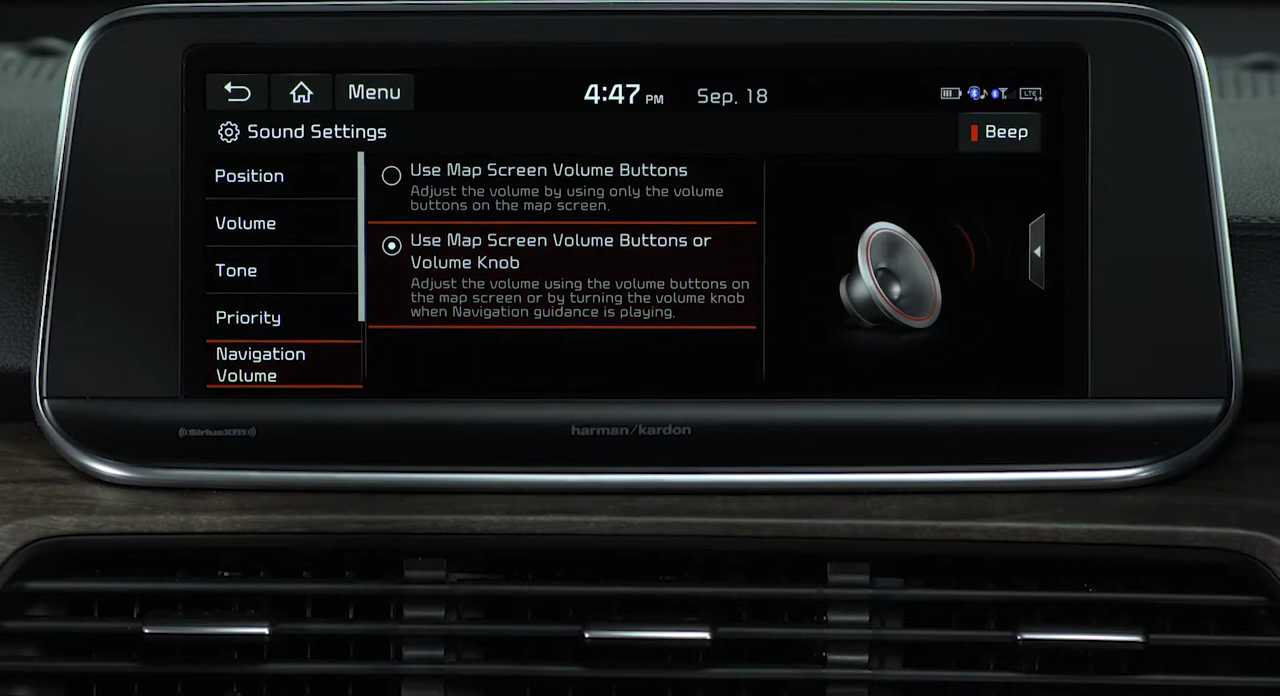 Menu
4:47 PM
Sep. 18
LTE
Sound Settings
Beep
Position
Volume
Tone
Priority
Navigation
Volume
Use Map Screen Volume Buttons
Adjust the volume by using only the volume
buttons on the map screen.
Use Map Screen Volume Buttons or
Volume Knob
Adjust the volume using the volume buttons on
the map screen or by turning the volume knob
when Navigation guidance is playing.
((SiriusXM))
harman/kardon